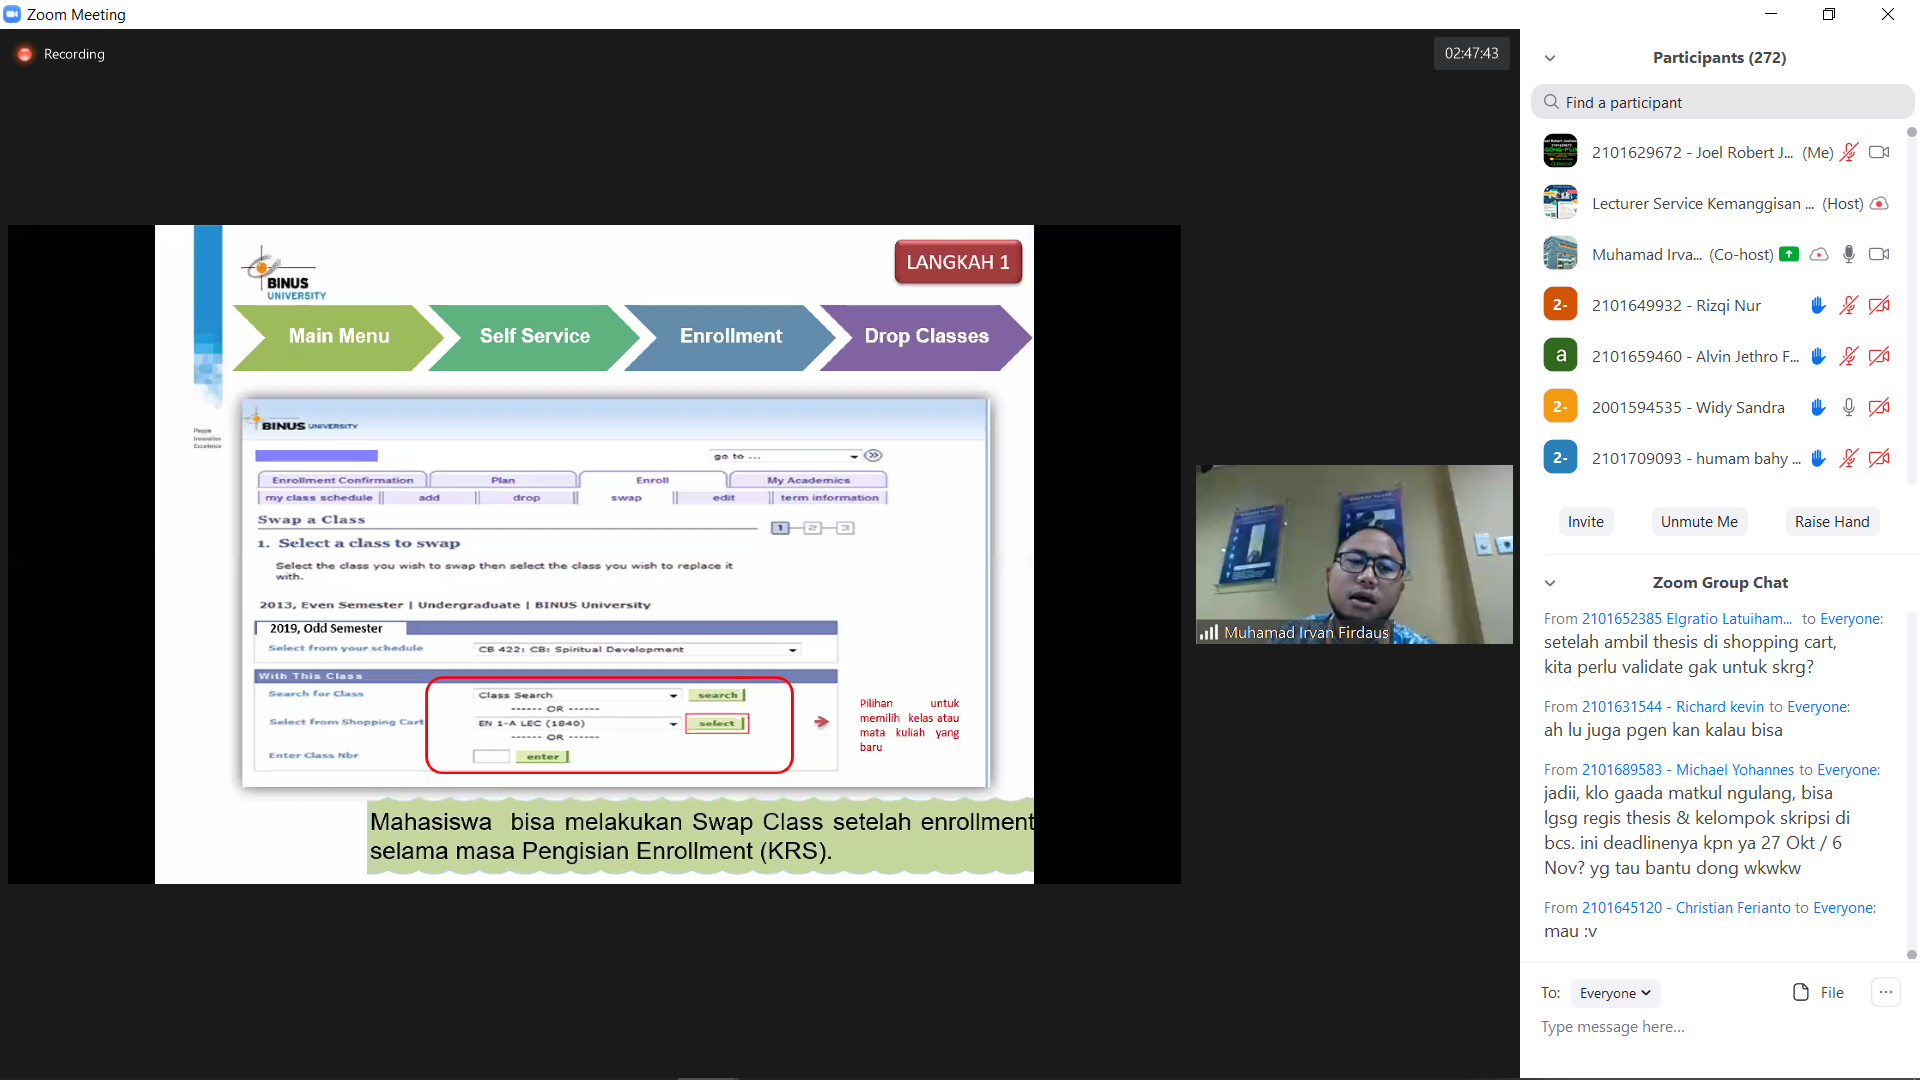 Zoom Meeting
Recording
02:47:43
BINUS
UNIVERSITY
LANGKAH 1
Main Menu
Self Service
Enrollment
Drop Classes
People
Innovation
Excellence
BINUS UNIVERSITY
go to ...
Enrollment Confirmation
Plan
Enroll
My Academics
my class schedule
add
drop
swap
edit
term information
Swap a Class
1
2
3
1. Select a class to swap
Select the class you wish to swap then select the class you wish to replace it
with.
2013, Even Semester | Undergraduate | BINUS University
2019, Odd Semester
Select from your schedule
CB 422: CB: Spiritual Development
With This Class
Search for Class
Class Search
search
------ OR ------
Select from Shopping Cart
EN 1-A LEC (1840)
select
------ OR ------
Enter Class Nbr
enter
Pilihan untuk
memilih kelas atau
mata kuliah yang
baru
Mahasiswa bisa melakukan Swap Class setelah enrollment
selama masa Pengisian Enrollment (KRS).
Muhamad Irvan Firdaus
Participants (272)
Find a participant
2101629672 - Joel Robert J... (Me)
Lecturer Service Kemanggisan ... (Host)
Muhamad Irva... (Co-host)
2-
2101649932 - Rizqi Nur
a
2101659460 - Alvin Jethro F...
2-
2001594535 - Widy Sandra
2-
2101709093 - humam bahy ...
Invite
Unmute Me
Raise Hand
Zoom Group Chat
From 2101652385 Elgratio Latuiham... to Everyone:
setelah ambil thesis di shopping cart,
kita perlu validate gak untuk skrg?
From 2101631544 - Richard kevin to Everyone:
ah lu juga pgen kan kalau bisa
From 2101689583 - Michael Yohannes to Everyone:
jadii, klo gaada matkul ngulang, bisa
lgsg regis thesis & kelompok skripsi di
bcs. ini deadlinenya kpn ya 27 Okt / 6
Nov? yg tau bantu dong wkwkw
From 2101645120 - Christian Ferianto to Everyone:
mau :v
To: Everyone
File
...
Type message here...